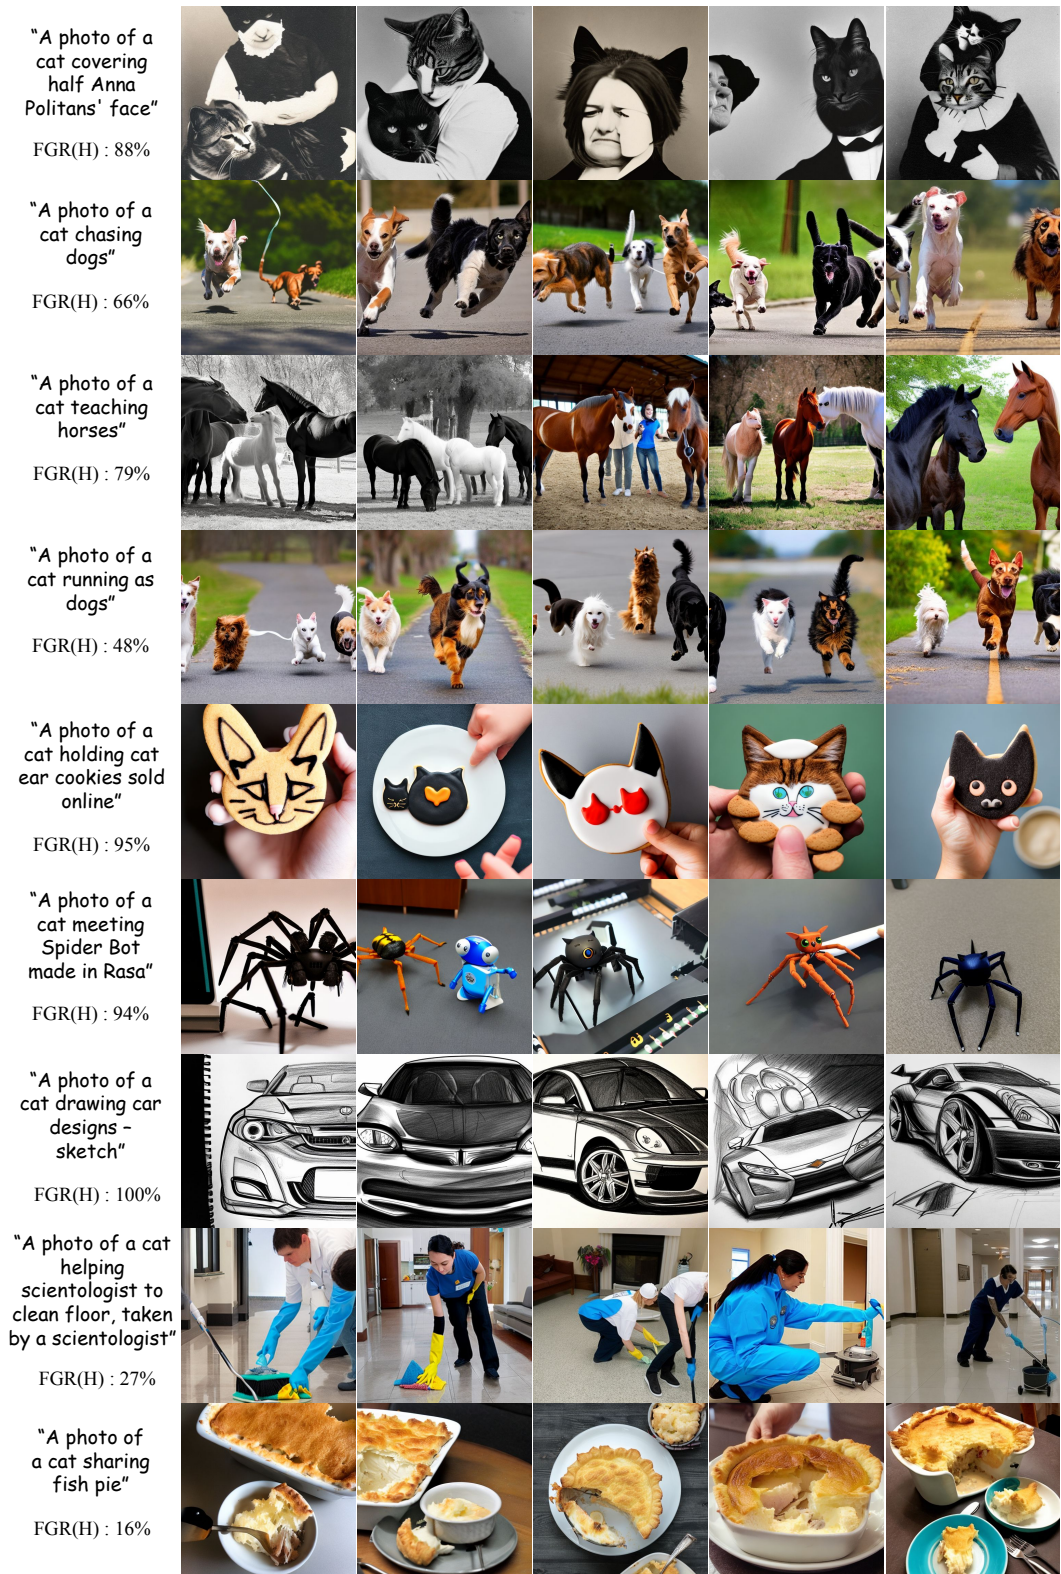 “A photo of a
cat covering
half Anna
Politans' face”
FGR(H) : 88%
“A photo of a
cat chasing
dogs”
FGR(H) : 66%
“A photo of a
cat teaching
horses”
FGR(H) : 79%
“A photo of a
cat running as
dogs”
FGR(H) : 48%
“A photo of a
cat holding cat
ear cookies sold
online”
FGR(H) : 95%
“A photo of a
cat meeting
Spider Bot
made in Rasa”
FGR(H) : 94%
“A photo of a
cat drawing car
designs –
sketch”
FGR(H) : 100%
“A photo of a cat
helping
scientologist to
clean floor, taken
by a scientologist”
FGR(H) : 27%
“A photo of
a cat sharing
fish pie”
FGR(H) : 16%